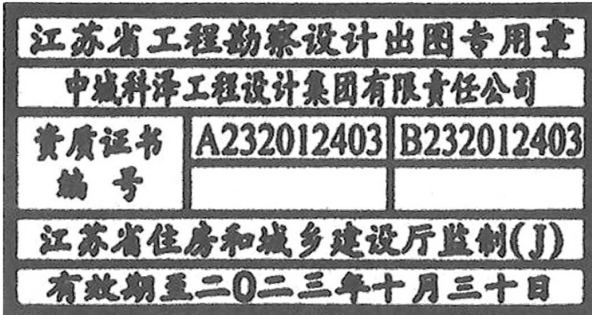 江苏省工程勘察设计出图专用章
中城科泽工程设计集团有限责任公司
资质证书
编号
A232012403 B232012403
江苏省住房和城乡建设厅监制(J)
有效期至二〇二三年十月三十日